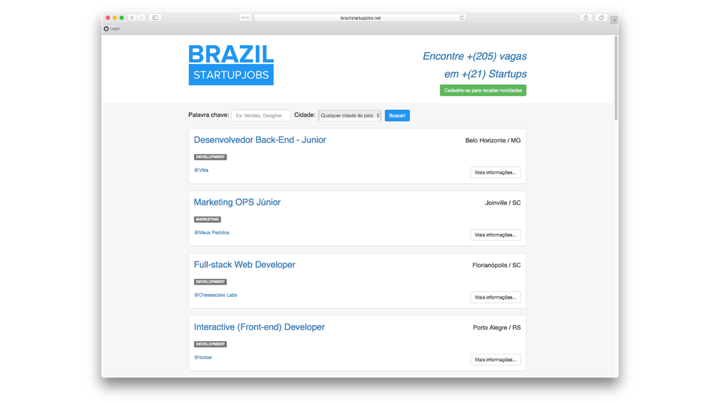 brazilstartupjobs.net
Login
BRAZIL
STARTUPJOBS
Encontre +(205) vagas
em +(21) Startups
Cadastre-se para receber novidades
Palavra chave: Ex: Vendas, Designer Cidade: Qualquer cidade do país Buscar!
Desenvolvedor Back-End - Junior Belo Horizonte / MG
DEVELOPMENT
@Vitta Mais informações...
Marketing OPS Júnior Joinville / SC
MARKETING
@Meus Pedidos Mais informações...
Full-stack Web Developer Florianópolis / SC
DEVELOPMENT
@Cheesecake Labs Mais informações...
Interactive (Front-end) Developer Porto Alegre / RS
DEVELOPMENT
@Isobar Mais informações...